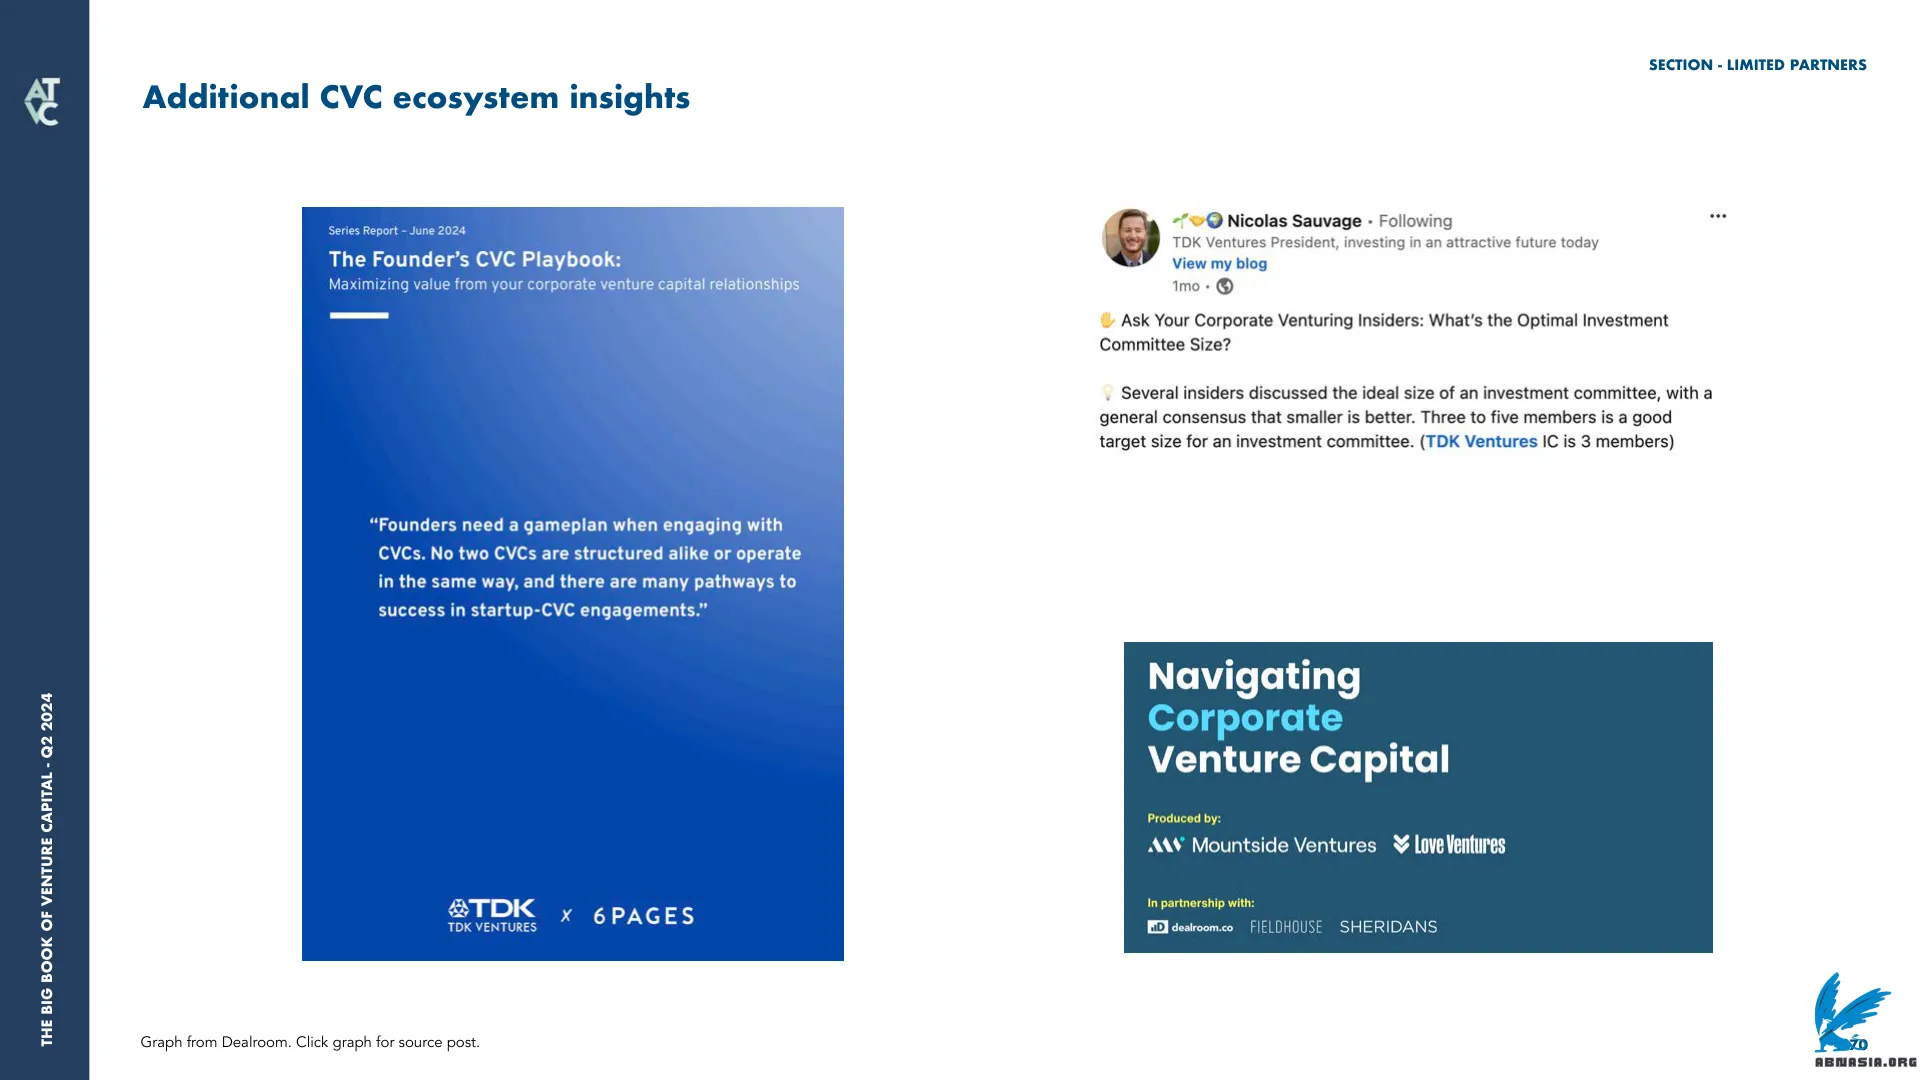 SECTION - LIMITED PARTNERS
AT
VC
Additional CVC ecosystem insights
Series Report – June 2024
The Founder’s CVC Playbook:
Maximizing value from your corporate venture capital relationships
“Founders need a gameplan when engaging with
CVCs. No two CVCs are structured alike or operate
in the same way, and there are many pathways to
success in startup-CVC engagements.”
TDK
TDK VENTURES
x
6PAGES
Nicolas Sauvage • Following
TDK Ventures President, investing in an attractive future today
View my blog
1mo •
Ask Your Corporate Venturing Insiders: What’s the Optimal Investment
Committee Size?
Several insiders discussed the ideal size of an investment committee, with a
general consensus that smaller is better. Three to five members is a good
target size for an investment committee. (TDK Ventures IC is 3 members)
Navigating
Corporate
Venture Capital
Produced by:
Mountside Ventures Love Ventures
In partnership with:
dealroom.co FIELDHOUSE SHERIDANS
THE BIG BOOK OF VENTURE CAPITAL - Q2 2024
Graph from Dealroom. Click graph for source post.
70
ABNASIA.ORG